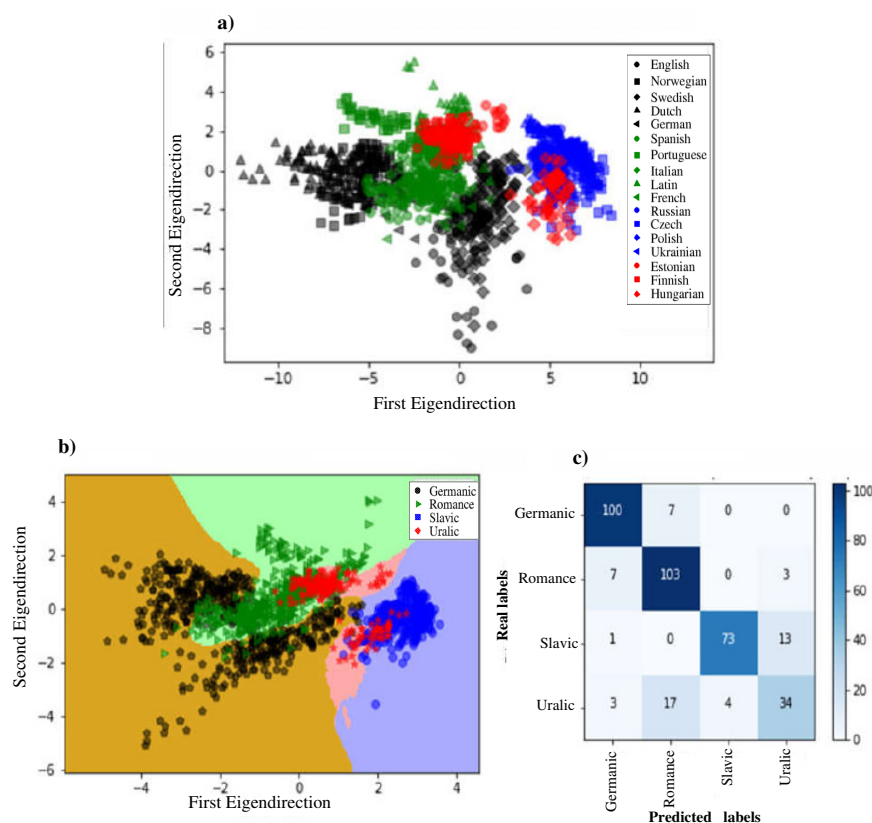 a)
6
4
2
0
−2
−4
−6
−8
Second Eigendirection
−10
−5
0
5
10
First Eigendirection
English
Norwegian
Swedish
Dutch
German
Spanish
Portuguese
Italian
Latin
French
Russian
Czech
Polish
Ukrainian
Estonian
Finnish
Hungarian
b)
4
2
0
−2
−4
−6
Second Eigendirection
−4
−2
0
2
4
First Eigendirection
Germanic
Romance
Slavic
Uralic
c)
Real labels
Germanic 100 7 0 0
Romance 7 103 0 3
Slavic 1 0 73 13
Uralic 3 17 4 34
Germanic
Romance
Slavic
Uralic
Predicted labels
100
80
60
40
20
0